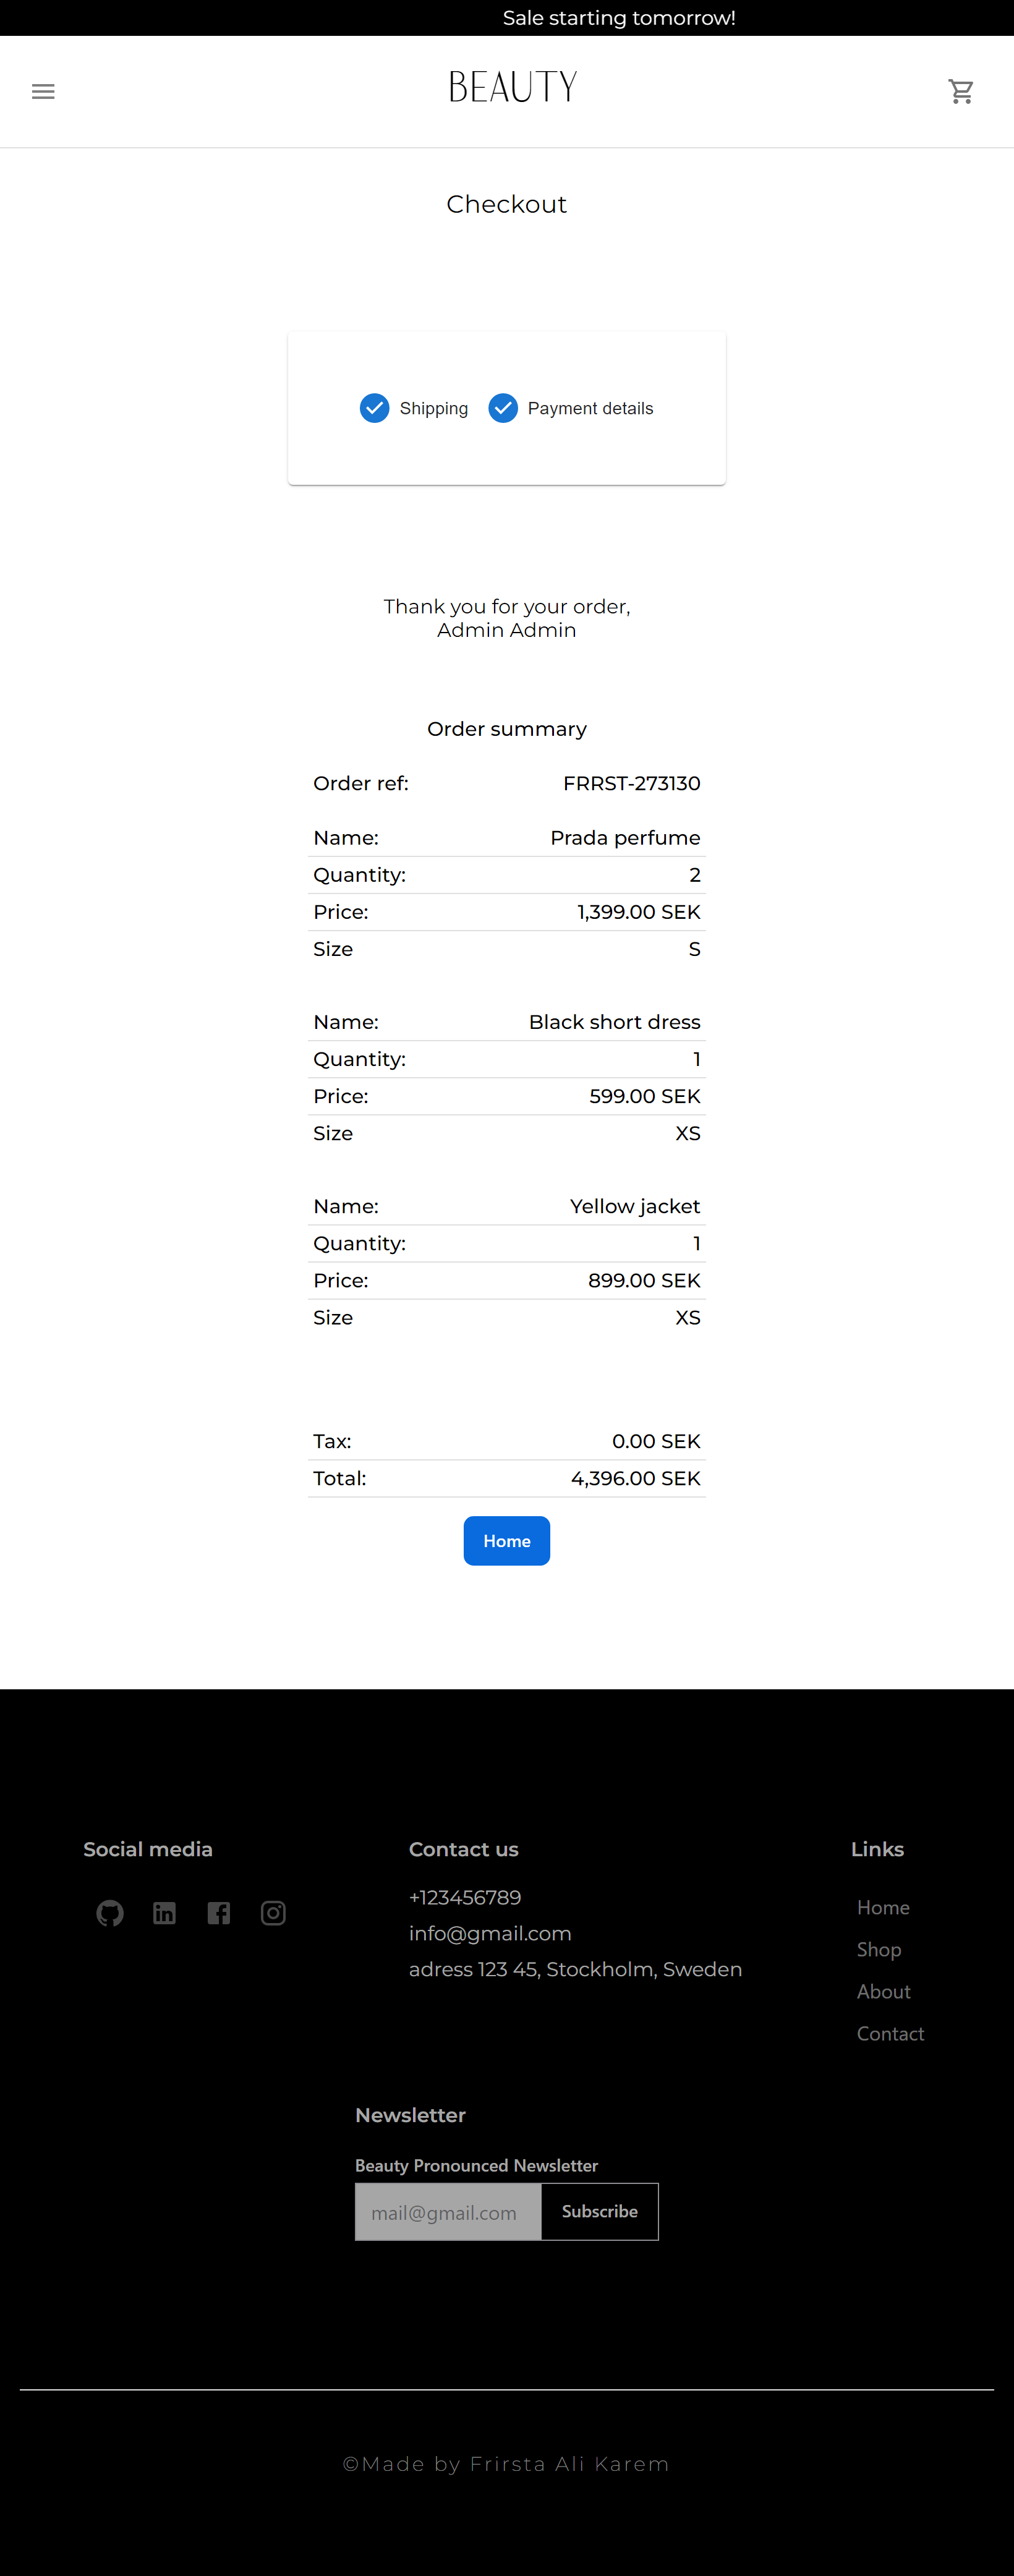 Sale starting tomorrow!
BEAUTY
Checkout
Shipping Payment details
Thank you for your order,
Admin Admin
Order summary
Order ref: FRRST-273130
Name: Prada perfume
Quantity: 2
Price: 1,399.00 SEK
Size S
Name: Black short dress
Quantity: 1
Price: 599.00 SEK
Size XS
Name: Yellow jacket
Quantity: 1
Price: 899.00 SEK
Size XS
Tax: 0.00 SEK
Total: 4,396.00 SEK
Home
Social media
Contact us
+123456789
info@gmail.com
adress 123 45, Stockholm, Sweden
Links
Home
Shop
About
Contact
Newsletter
Beauty Pronounced Newsletter
mail@gmail.com Subscribe
©Made by Frirsta Ali Karem